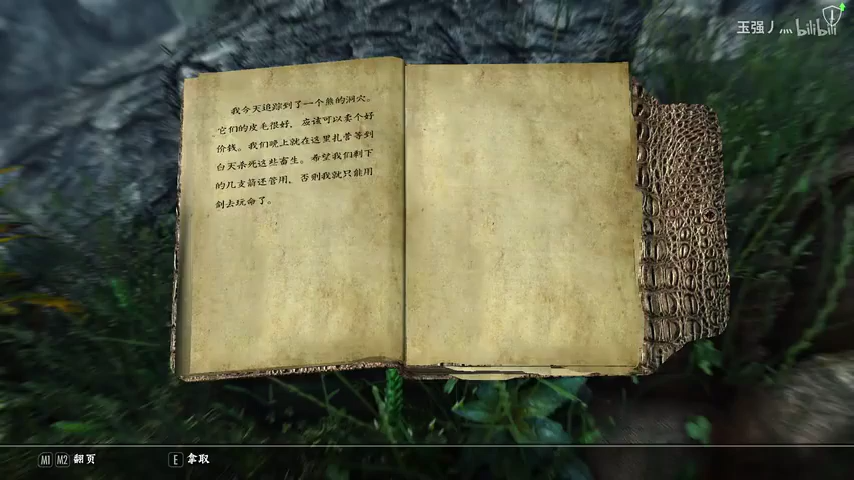 玉强丿灬 bilibili
我今天追踪到了一个熊的洞穴。
它们的皮毛很好，应该可以卖个好
价钱。我们晚上就在这里扎营等到
白天杀死这些畜生。希望我们剩下
的几支箭还管用，否则我就只能用
剑去玩命了。
M1 M2 翻页
E 拿取